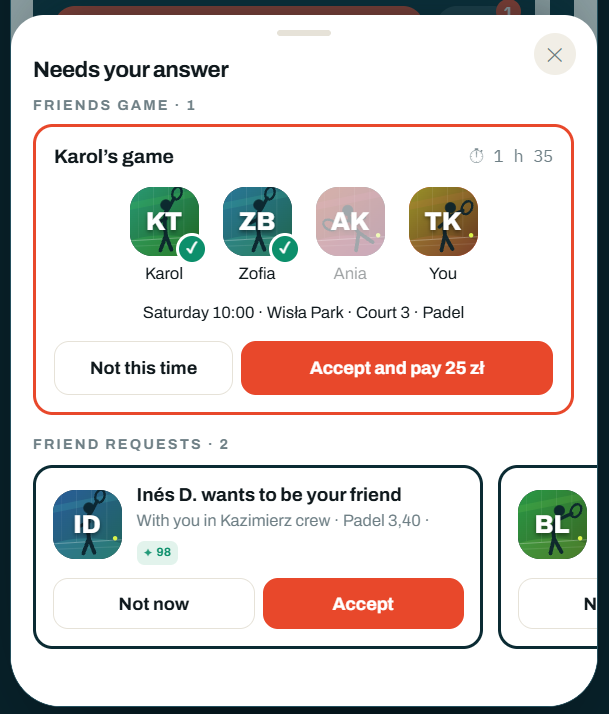 1
Needs your answer
FRIENDS GAME · 1
Karol’s game
⏱ 1 h 35
KT ZB AK TK
Karol Zofia Ania You
Saturday 10:00 · Wisła Park · Court 3 · Padel
Not this time
Accept and pay 25 zł
FRIEND REQUESTS · 2
ID
Inés D. wants to be your friend
With you in Kazimierz crew · Padel 3,40 ·
✦ 98
Not now
Accept
BL
N